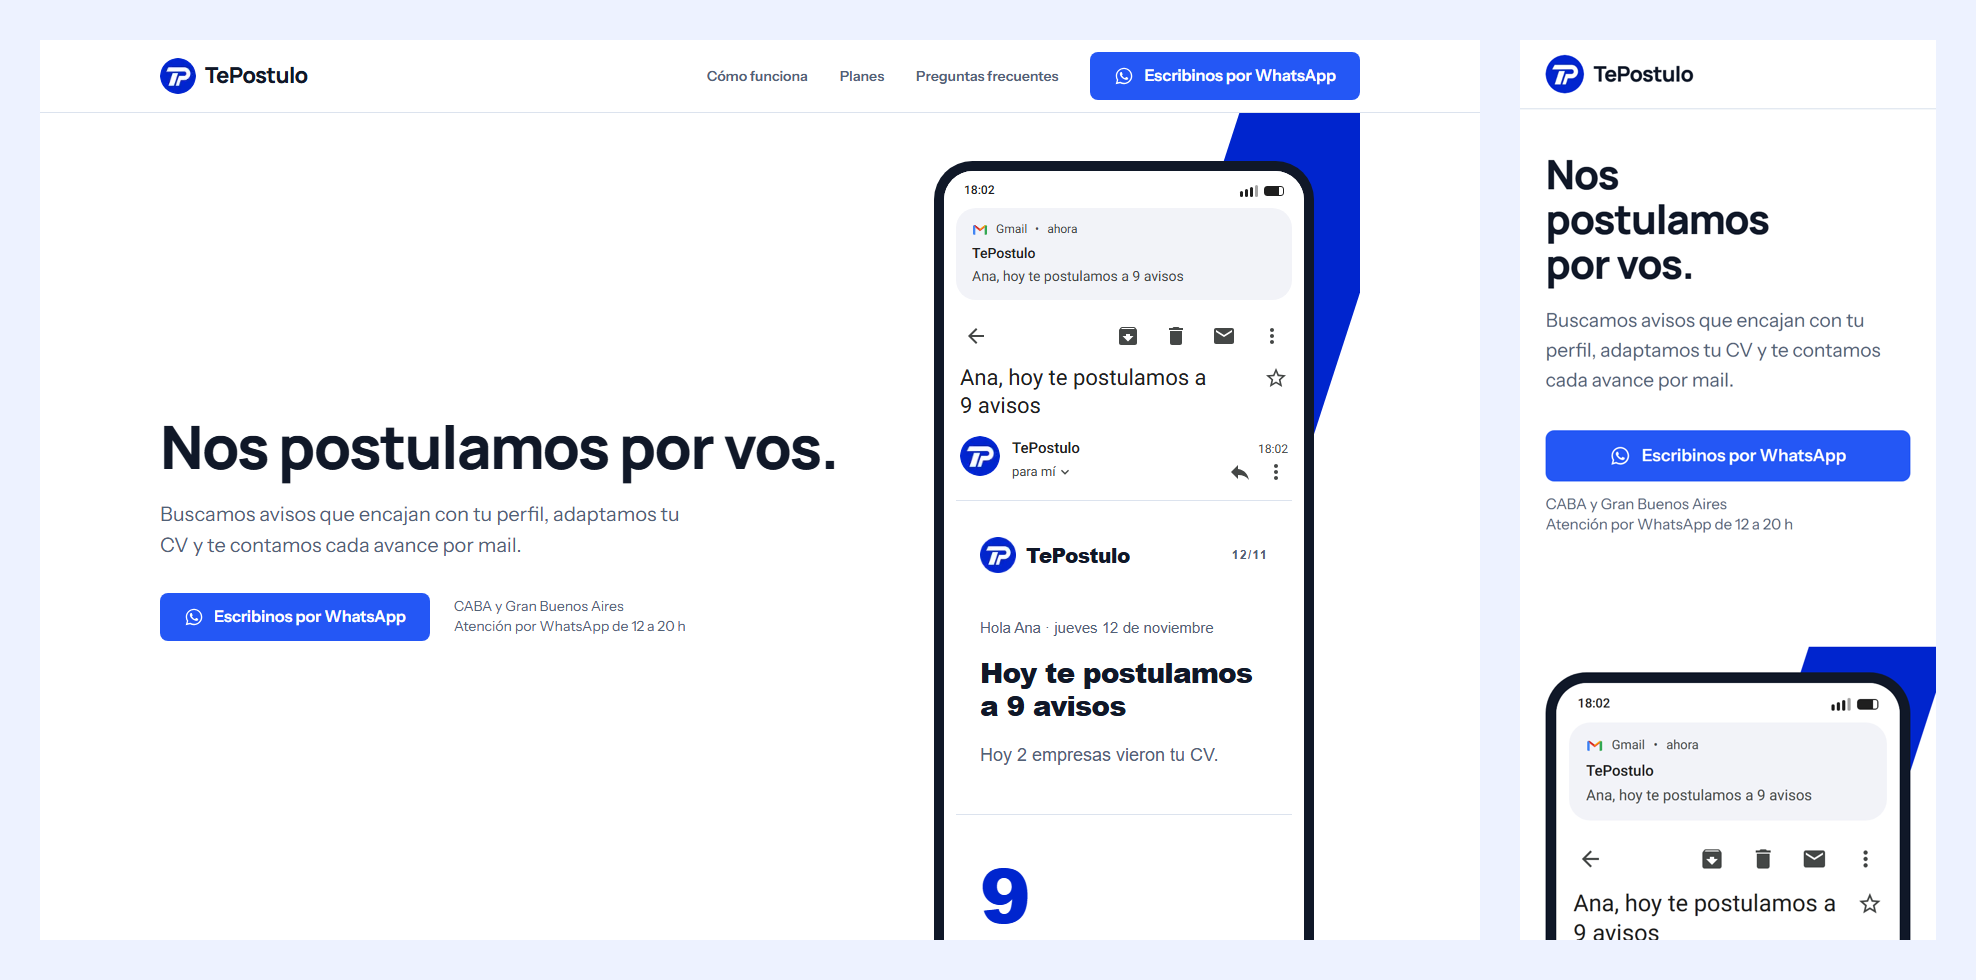 TePostulo
Cómo funciona
Planes
Preguntas frecuentes
Escribinos por WhatsApp
Nos postulamos por vos.
Buscamos avisos que encajan con tu perfil, adaptamos tu
CV y te contamos cada avance por mail.
Escribinos por WhatsApp
CABA y Gran Buenos Aires
Atención por WhatsApp de 12 a 20 h
18:02
Gmail • ahora
TePostulo
Ana, hoy te postulamos a 9 avisos
Ana, hoy te postulamos a
9 avisos
TP
TePostulo
18:02
para mí
TP
TePostulo
12/11
Hola Ana · jueves 12 de noviembre
Hoy te postulamos
a 9 avisos
Hoy 2 empresas vieron tu CV.
9
TP
TePostulo
Nos
postulamos
por vos.
Buscamos avisos que encajan con tu
perfil, adaptamos tu CV y te contamos
cada avance por mail.
Escribinos por WhatsApp
CABA y Gran Buenos Aires
Atención por WhatsApp de 12 a 20 h
18:02
Gmail • ahora
TePostulo
Ana, hoy te postulamos a 9 avisos
Ana, hoy te postulamos a
9 avisos